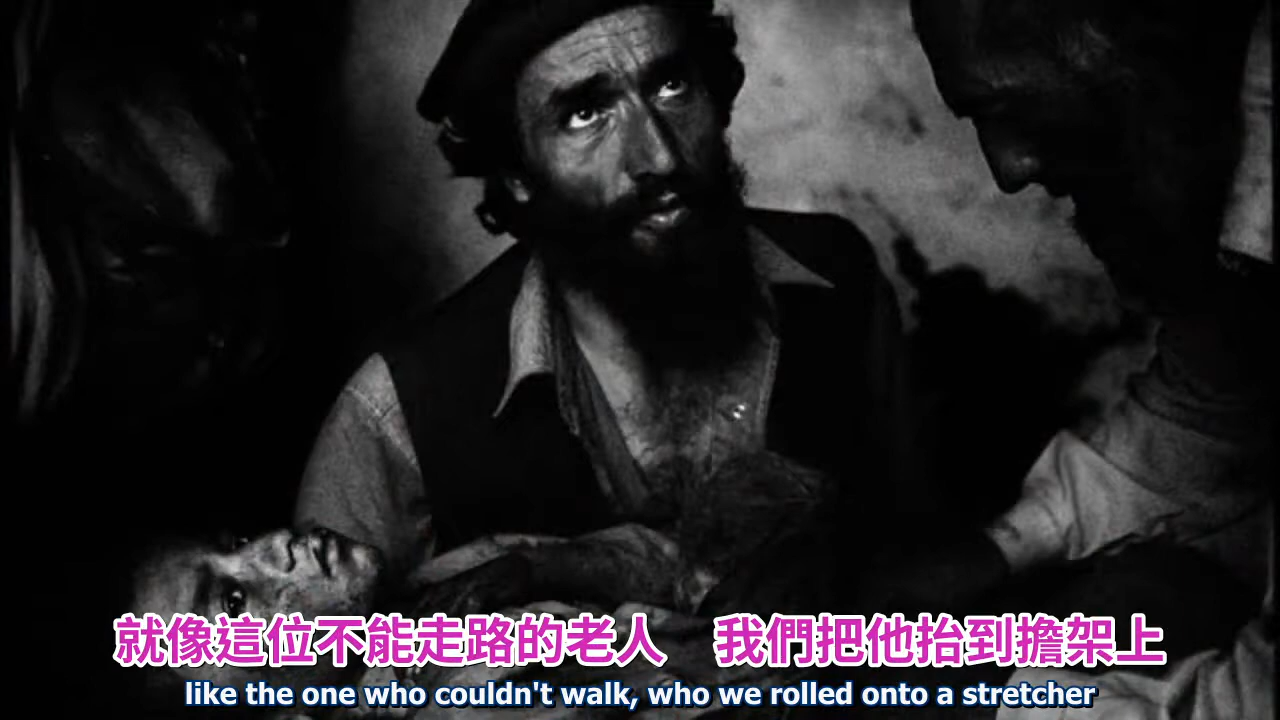 就像這位不能走路的老人　我們把他抬到擔架上
like the one who couldn't walk, who we rolled onto a stretcher